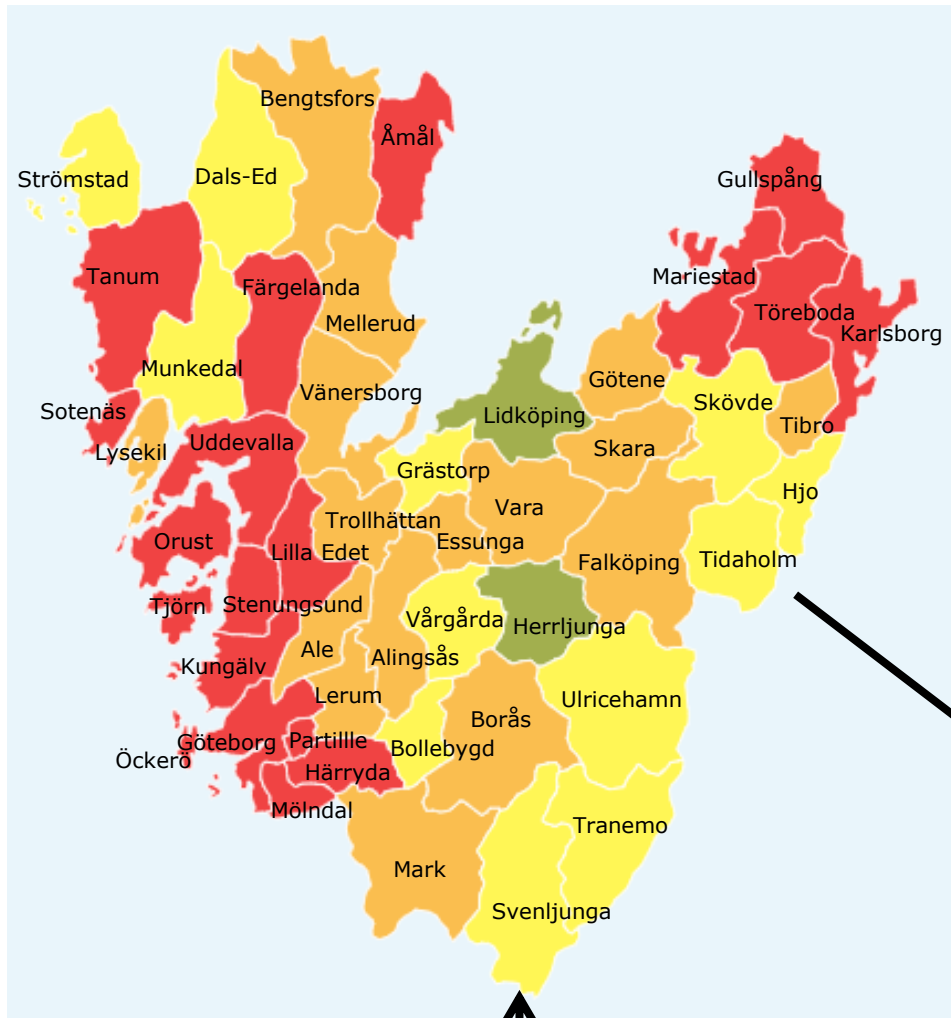 Bengtsfors
Åmål
Strömstad
Dals-Ed
Gullspång
Tanum
Färgelanda
Mariestad
Töreboda
Karlsborg
Mellerud
Munkedal
Vänersborg
Götene
Skövde
Sotenäs
Lidköping
Tibro
Lysekil
Uddevalla
Skara
Grästorp
Hjo
Vara
Trollhättan
Orust
Lilla Edet
Essunga
Falköping
Tidaholm
Tjörn
Stenungsund
Vårgårda
Herrljunga
Ale
Alingsås
Kungälv
Lerum
Ulricehamn
Borås
Göteborg
Partillle
Bollebygd
Öckerö
Härryda
Mölndal
Tranemo
Mark
Svenljunga